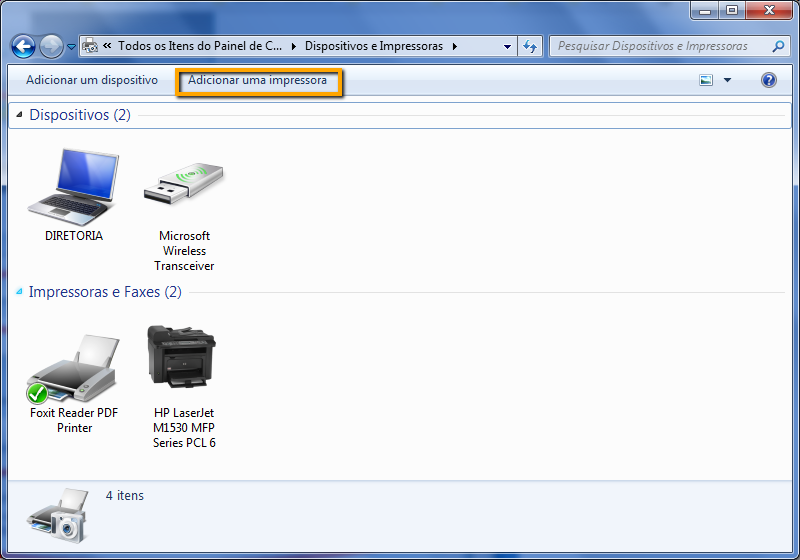 « Todos os Itens do Painel de C... Dispositivos e Impressoras
Pesquisar Dispositivos e Impressoras
Adicionar um dispositivo
Adicionar uma impressora
Dispositivos (2)
DIRETORIA
Microsoft
Wireless
Transceiver
Impressoras e Faxes (2)
Foxit Reader PDF
Printer
HP LaserJet
M1530 MFP
Series PCL 6
4 itens